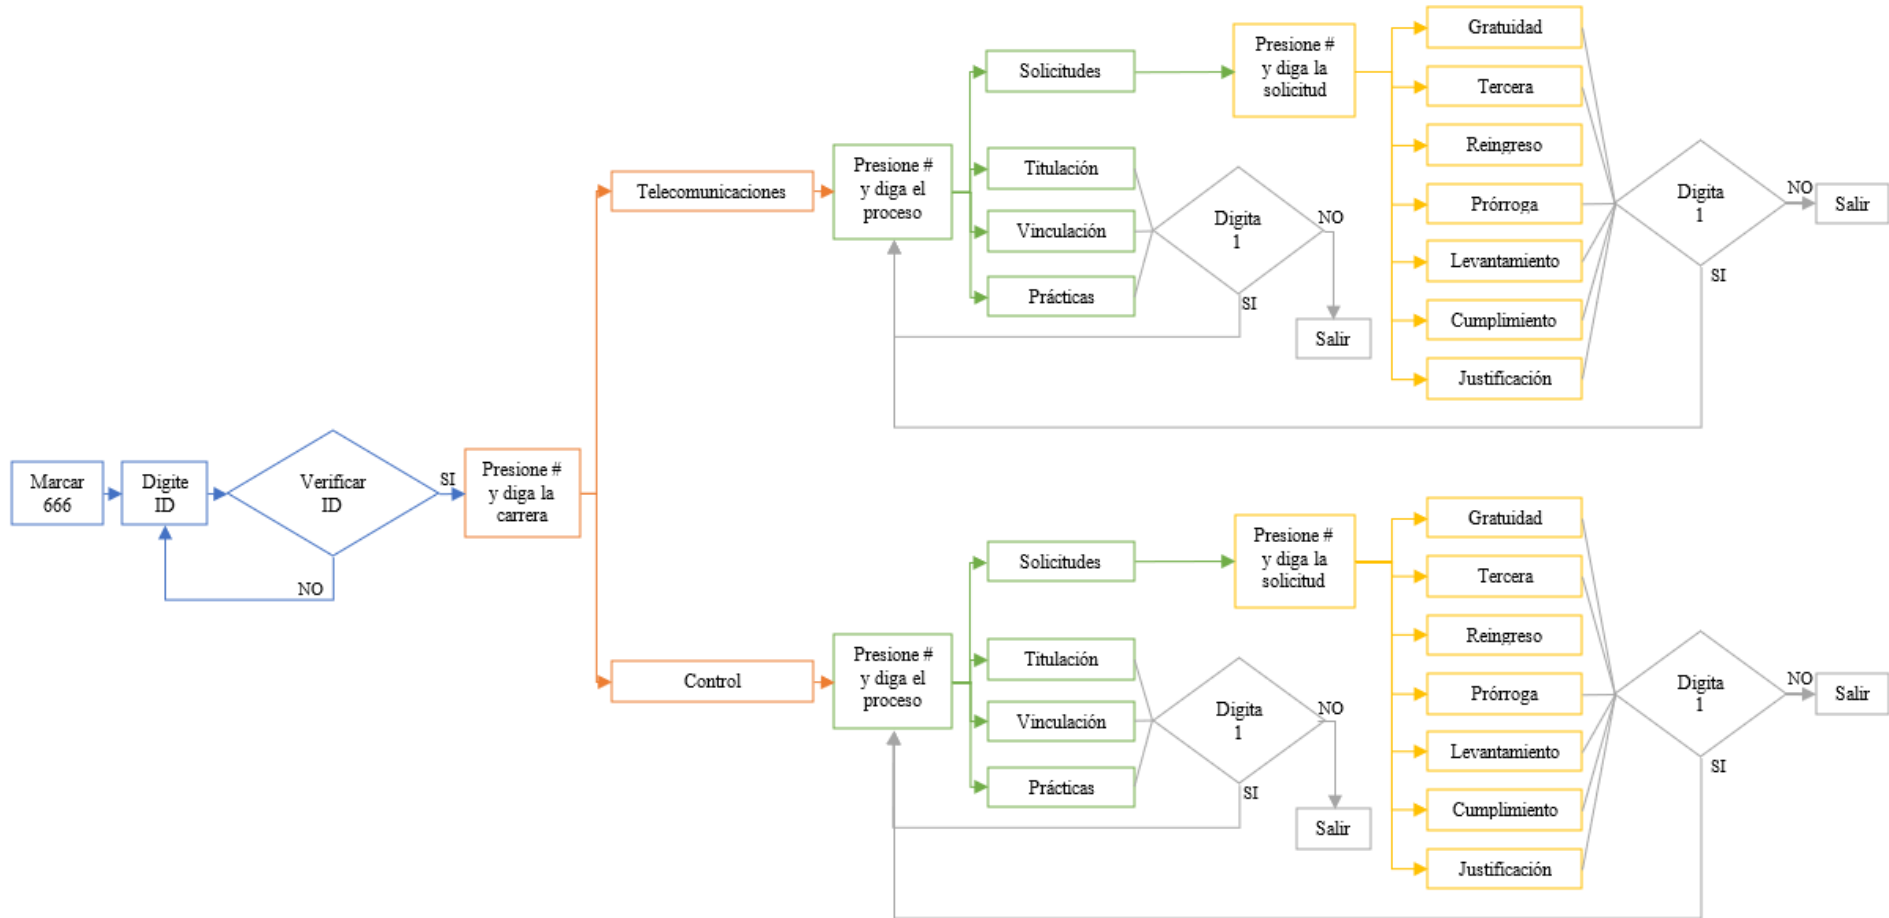 Marcar
666
Digite
ID
Verificar
ID
SI
NO
Presione #
y diga la
carrera
Telecomunicaciones
Presione #
y diga el
proceso
Solicitudes
Titulación
Vinculación
Prácticas
Digita
1
NO
SI
Salir
Presione #
y diga la
solicitud
Gratuidad
Tercera
Reingreso
Prórroga
Levantamiento
Cumplimiento
Justificación
Digita
1
NO
SI
Salir
Control
Presione #
y diga el
proceso
Solicitudes
Titulación
Vinculación
Prácticas
Digita
1
NO
SI
Salir
Presione #
y diga la
solicitud
Gratuidad
Tercera
Reingreso
Prórroga
Levantamiento
Cumplimiento
Justificación
Digita
1
NO
SI
Salir